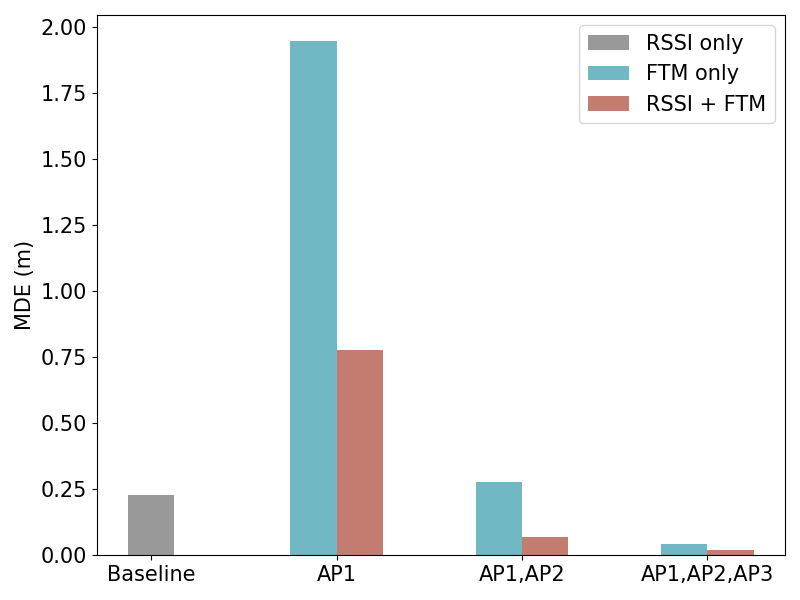 2.00
1.75
1.50
1.25
1.00
0.75
0.50
0.25
0.00
MDE (m)
RSSI only
FTM only
RSSI + FTM
Baseline
AP1
AP1,AP2
AP1,AP2,AP3